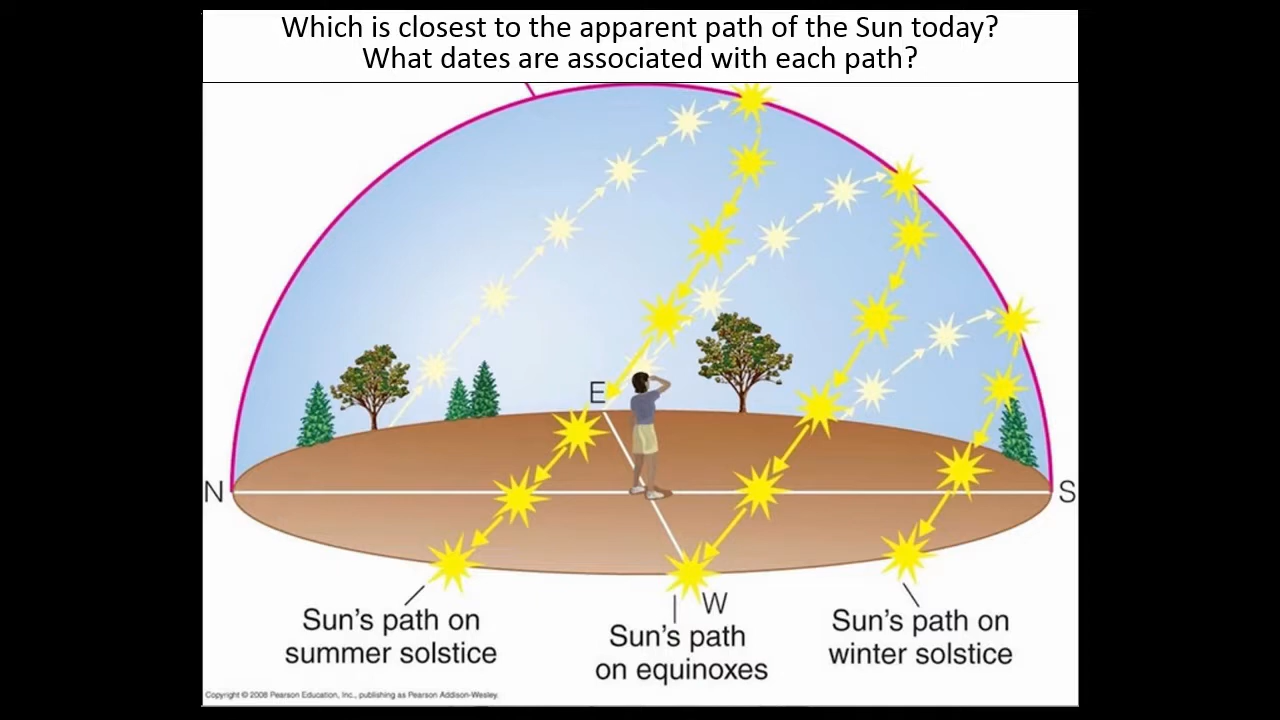 Which is closest to the apparent path of the Sun today?
What dates are associated with each path?
E
N
S
W
Sun's path on
summer solstice
Sun's path
on equinoxes
Sun's path on
winter solstice
Copyright © 2008 Pearson Education, Inc., publishing as Pearson Addison-Wesley.